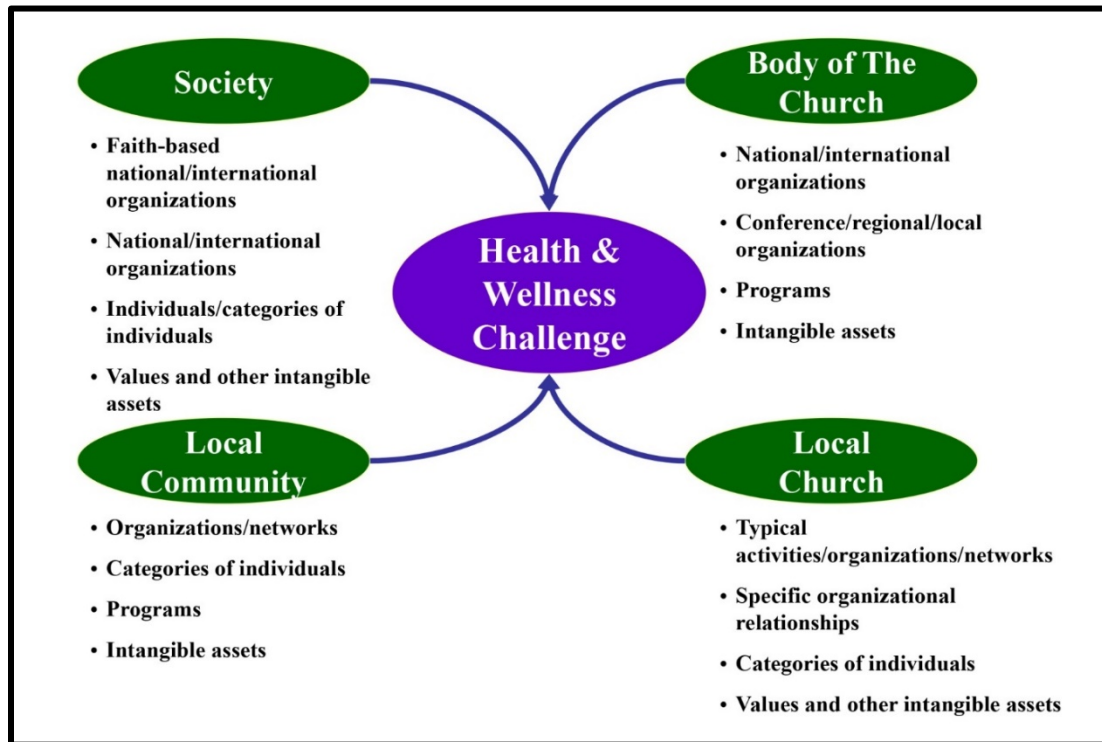 Society
• Faith-based
national/international
organizations
• National/international
organizations
• Individuals/categories of
individuals
• Values and other intangible
assets
Body of The
Church
• National/international
organizations
• Conference/regional/local
organizations
• Programs
• Intangible assets
Health &
Wellness
Challenge
Local
Community
• Organizations/networks
• Categories of individuals
• Programs
• Intangible assets
Local
Church
• Typical
activities/organizations/networks
• Specific organizational
relationships
• Categories of individuals
• Values and other intangible assets